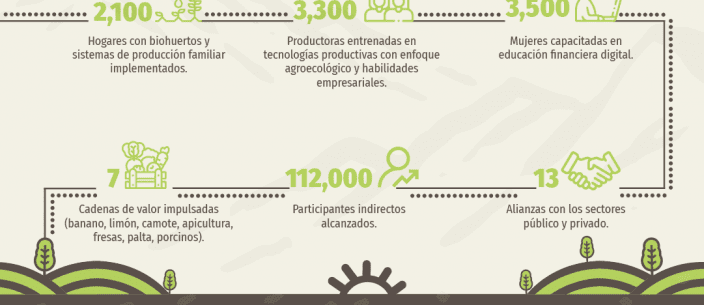 2,100
Hogares con biohuertos y
sistemas de producción familiar
implementados.
3,300
Productoras entrenadas en
tecnologías productivas con enfoque
agroecológico y habilidades
empresariales.
3,500
Mujeres capacitadas en
educación financiera digital.
7
Cadenas de valor impulsadas
(banano, limón, camote, apicultura,
fresas, palta, porcinos).
112,000
Participantes indirectos
alcanzados.
13
Alianzas con los sectores
público y privado.